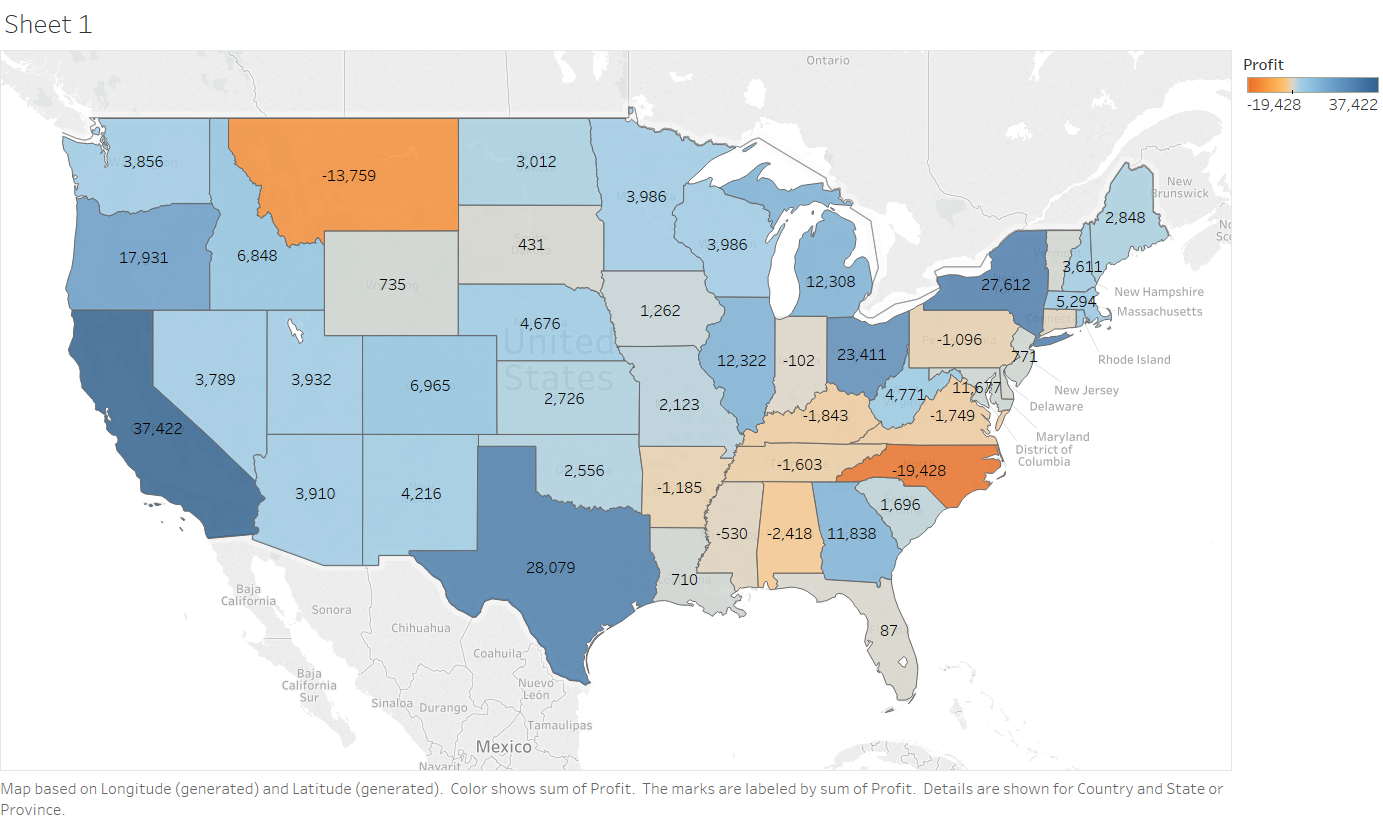 Sheet 1
Ontario
Profit
-19,428 37,422
3,856
-13,759
3,012
3,986
New
Brunswick
2,848
17,931
6,848
431
3,986
3,611
735
12,308
27,612
New Hampshire
5,294
Massachusetts
1,262
4,676
United
States
-1,096
771
Rhode Island
3,789
3,932
6,965
12,322
-102
23,411
2,726
4,771
11,677
New Jersey
Delaware
2,123
-1,843
-1,749
37,422
Maryland
District of
Columbia
2,556
-1,603
-19,428
3,910
4,216
-1,185
1,696
-530
-2,418
11,838
28,079
710
87
Baja
California
Sonora
Chihuahua
Coahuila
Baja
California
Sur
Nuevo
León
Sinaloa
Durango
Tamaulipas
Mexico
Navarit
Map based on Longitude (generated) and Latitude (generated).  Color shows sum of Profit.  The marks are labeled by sum of Profit.  Details are shown for Country and State or
Province.